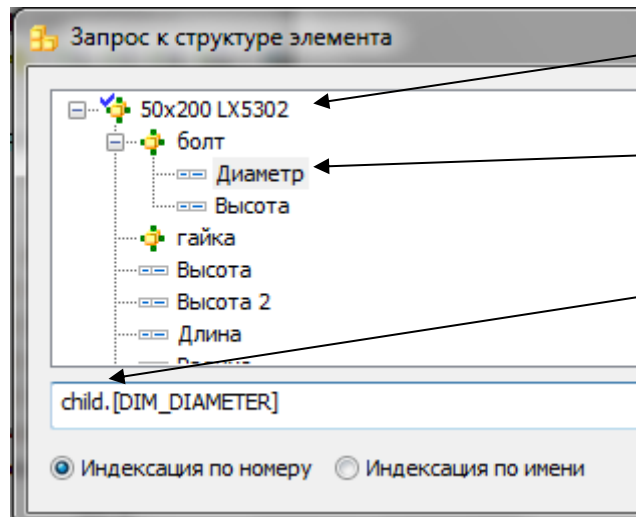 Запрос к структуре элемента
50x200 LX5302
болт
Диаметр
Высота
гайка
Высота
Высота 2
Длина
child.[DIM_DIAMETER]
Индексация по номеру Индексация по имени